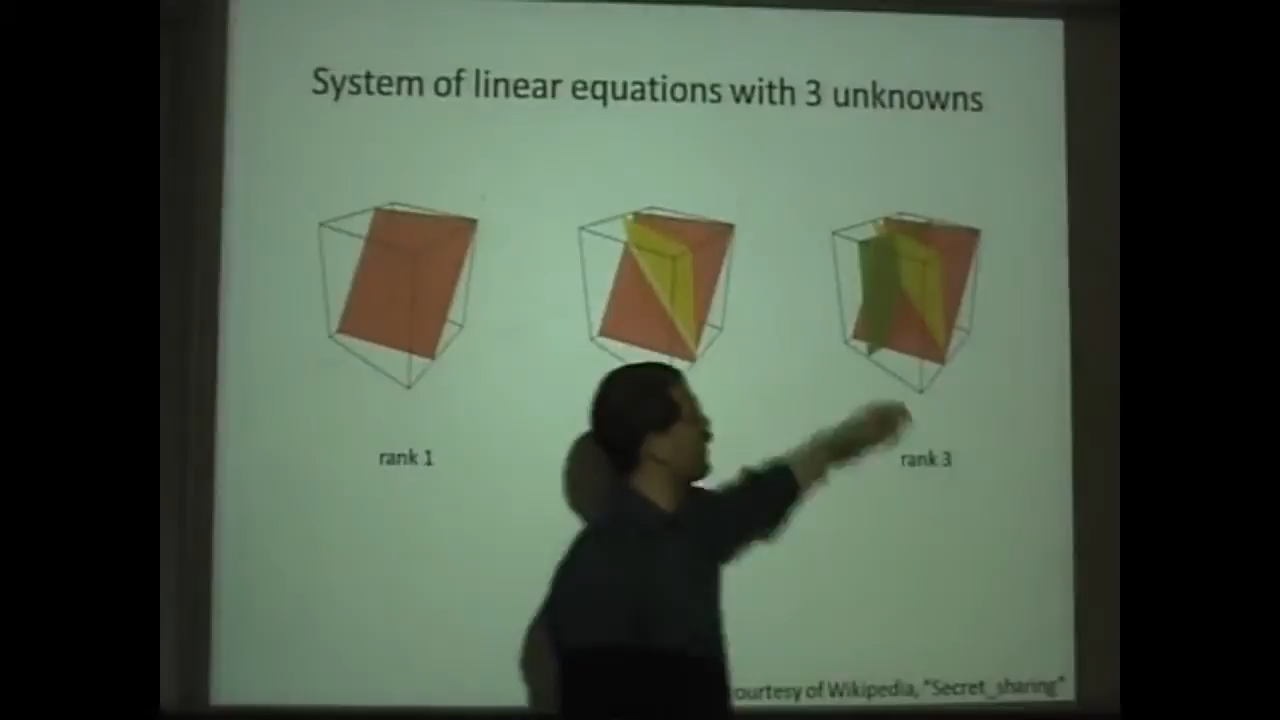 System of linear equations with 3 unknowns
rank 1
rank 3
ourtesy of Wikipedia, "Secret_sharing"